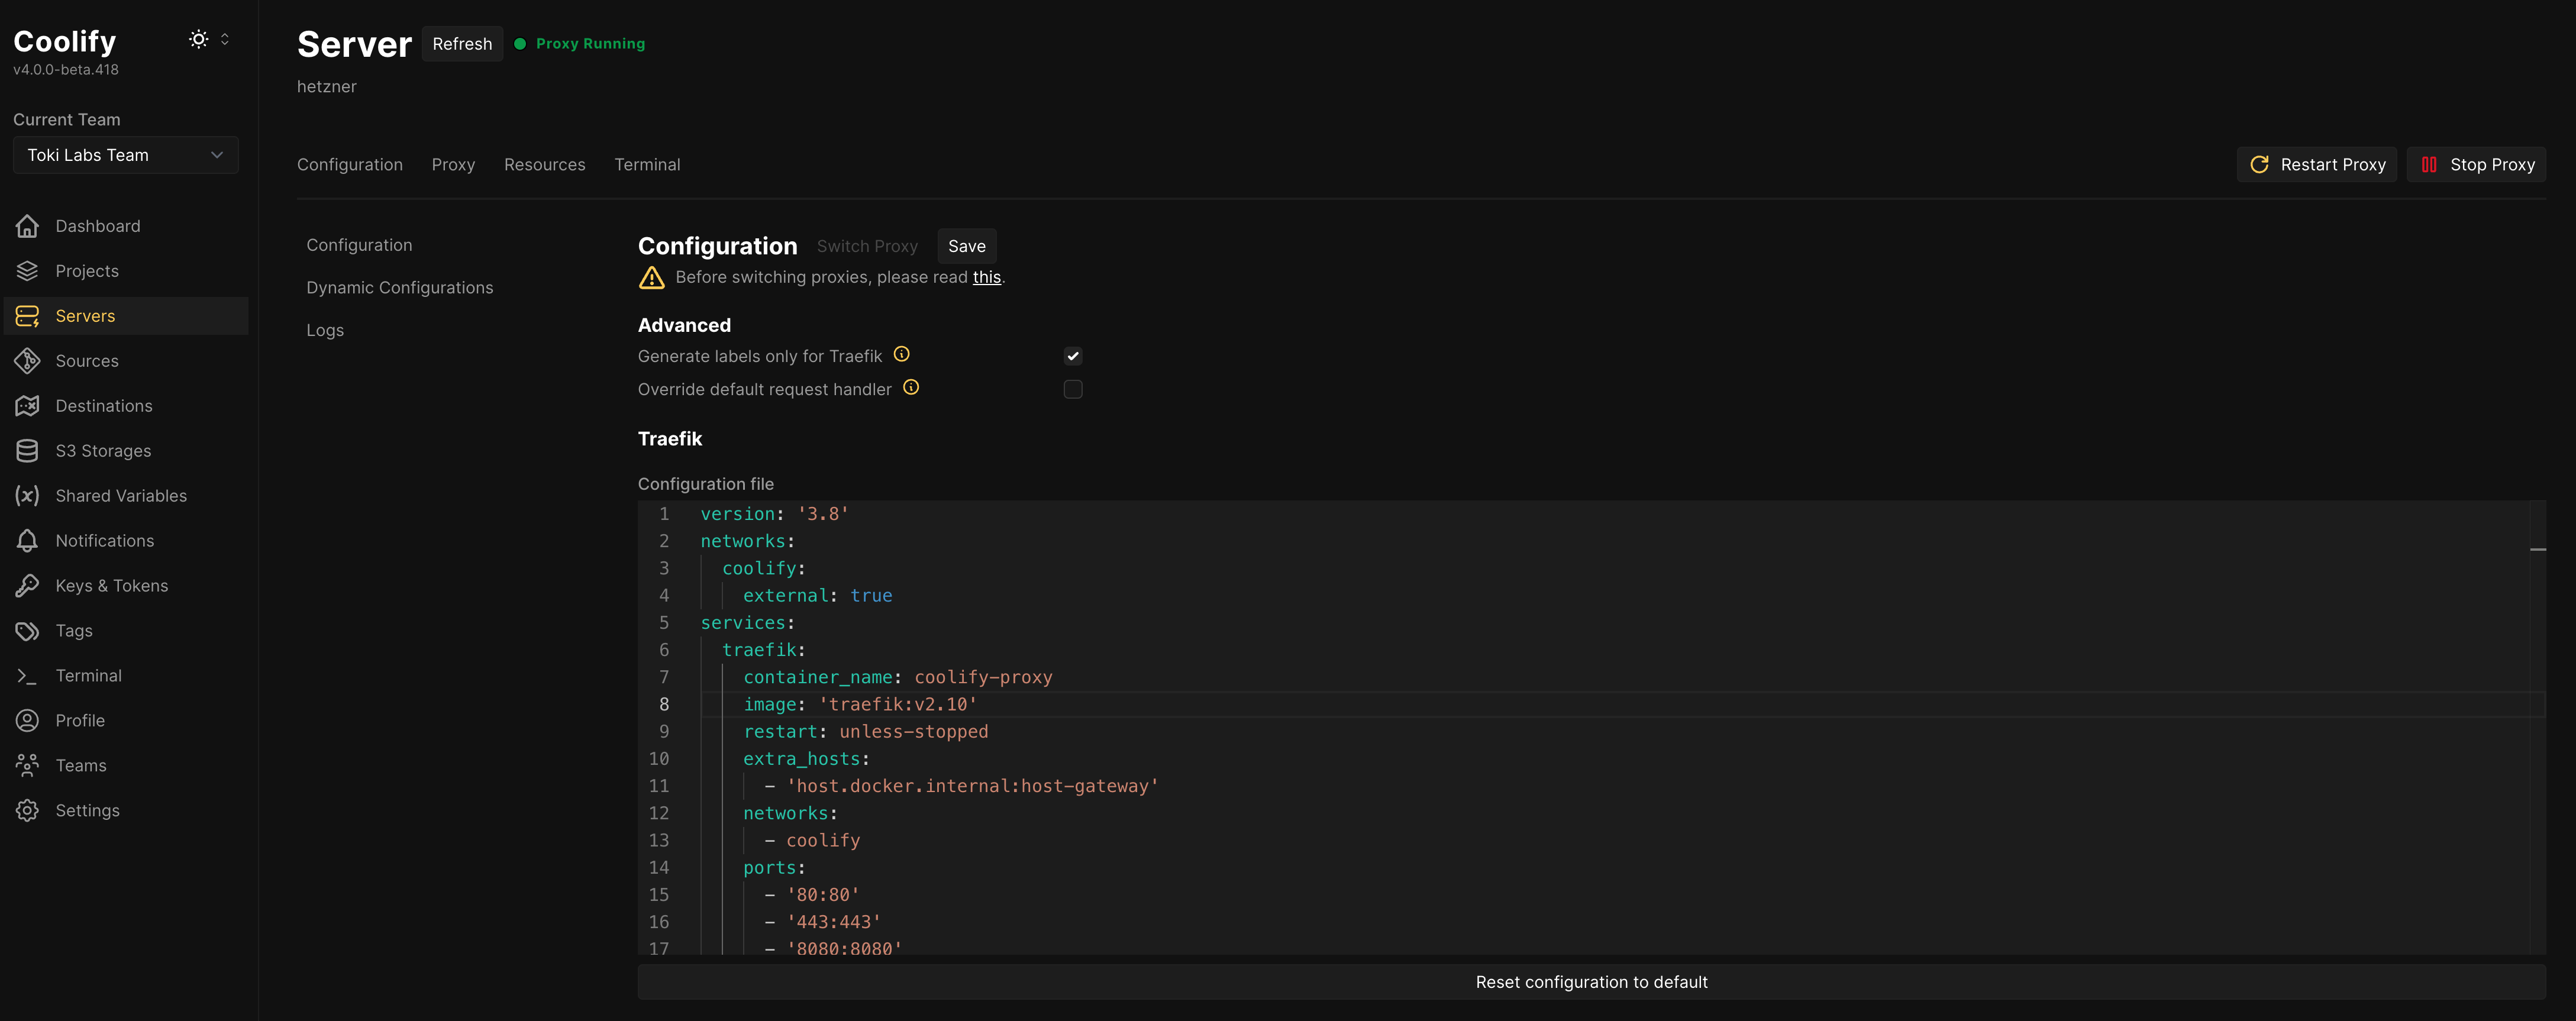 Coolify
v4.0.0-beta.418
Current Team
Toki Labs Team
Dashboard
Projects
Servers
Sources
Destinations
S3 Storages
Shared Variables
Notifications
Keys & Tokens
Tags
Terminal
Profile
Teams
Settings
Server Refresh Proxy Running
hetzner
Configuration Proxy Resources Terminal Restart Proxy Stop Proxy
Configuration
Dynamic Configurations
Logs
Configuration Switch Proxy Save
Before switching proxies, please read this.
Advanced
Generate labels only for Traefik
Override default request handler
Traefik
Configuration file
1 version: '3.8'
2 networks:
3 coolify:
4 external: true
5 services:
6 traefik:
7 container_name: coolify-proxy
8 image: 'traefik:v2.10'
9 restart: unless-stopped
10 extra_hosts:
11 - 'host.docker.internal:host-gateway'
12 networks:
13 - coolify
14 ports:
15 - '80:80'
16 - '443:443'
17 - '8080:8080'
Reset configuration to default